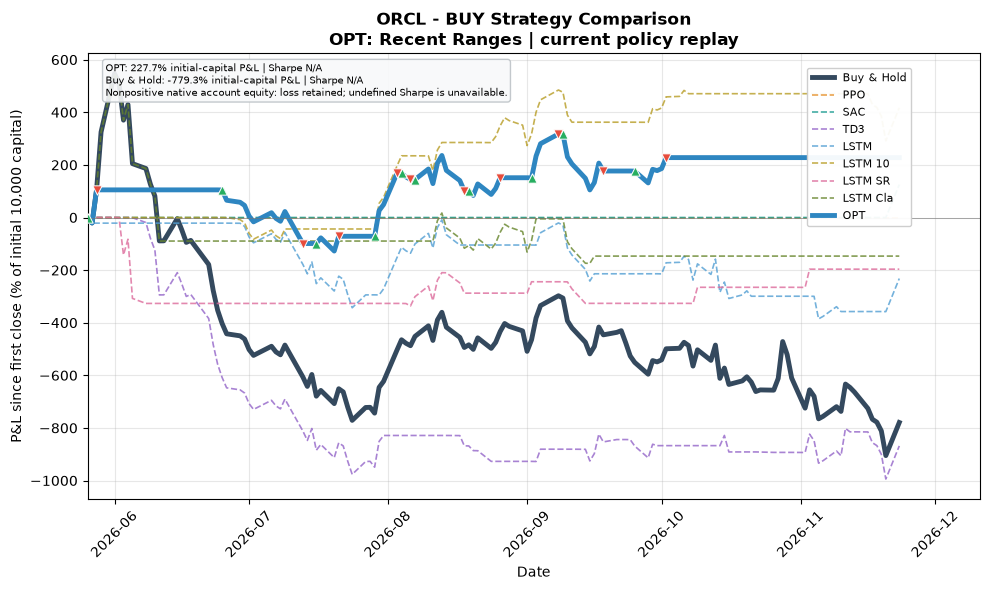 ORCL - BUY Strategy Comparison
OPT: Recent Ranges | current policy replay
OPT: 227.7% initial-capital P&L | Sharpe N/A
Buy & Hold: -779.3% initial-capital P&L | Sharpe N/A
Nonpositive native account equity: loss retained; undefined Sharpe is unavailable.
Buy & Hold
PPO
SAC
TD3
LSTM
LSTM 10
LSTM SR
LSTM Cla
OPT
P&L since first close (% of initial 10,000 capital)
600
400
200
0
−200
−400
−600
−800
−1000
2026-06
2026-07
2026-08
2026-09
2026-10
2026-11
2026-12
Date